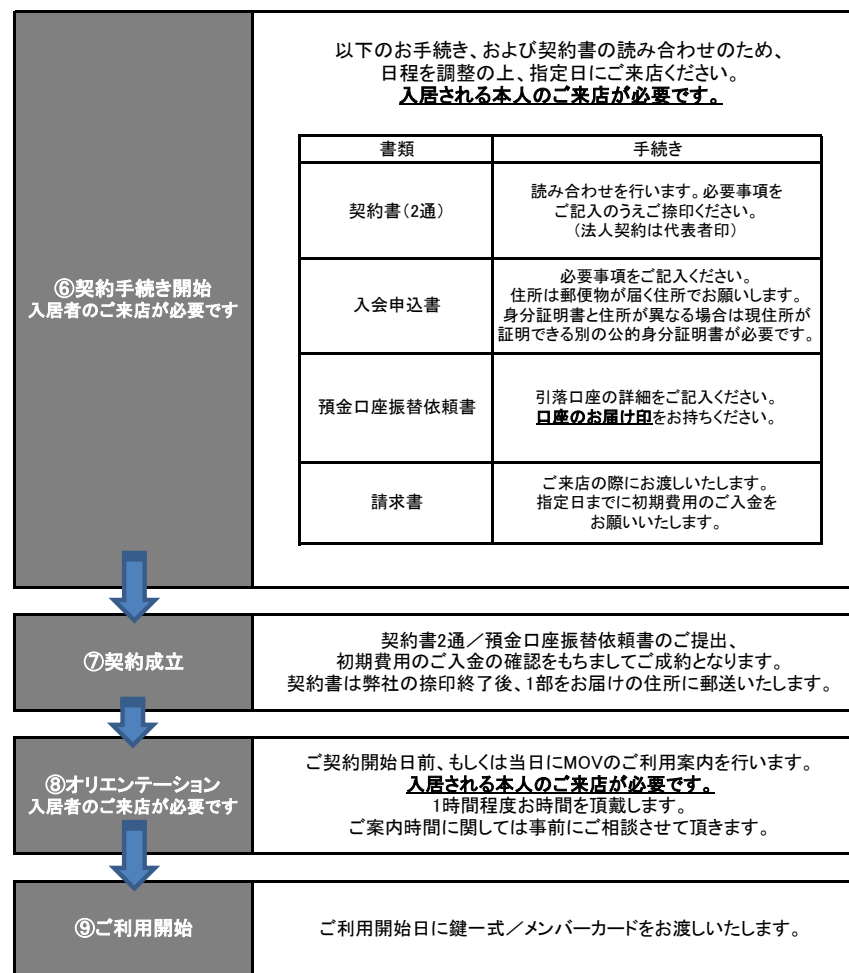 以下のお手続き、および契約書の読み合わせのため、
日程を調整の上、指定日にご来店ください。
入居される本人のご来店が必要です。
書類
手続き
契約書(2通)
読み合わせを行います。必要事項を
ご記入のうえご捺印ください。
(法人契約は代表者印)
⑥契約手続き開始
入居者のご来店が必要です
入会申込書
必要事項をご記入ください。
住所は郵便物が届く住所でお願いします。
身分証明書と住所が異なる場合は現住所が
証明できる別の公的身分証明書が必要です。
預金口座振替依頼書
引落口座の詳細をご記入ください。
口座のお届け印をお持ちください。
請求書
ご来店の際にお渡しいたします。
指定日までに初期費用のご入金を
お願いいたします。
⑦契約成立
契約書2通/預金口座振替依頼書のご提出、
初期費用のご入金の確認をもちましてご成約となります。
契約書は弊社の捺印終了後、1部をお届けの住所に郵送いたします。
⑧オリエンテーション
入居者のご来店が必要です
ご契約開始日前、もしくは当日にMOVのご利用案内を行います。
入居される本人のご来店が必要です。
1時間程度お時間を頂戴します。
ご案内時間に関しては事前にご相談させて頂きます。
⑨ご利用開始
ご利用開始日に鍵一式/メンバーカードをお渡しいたします。